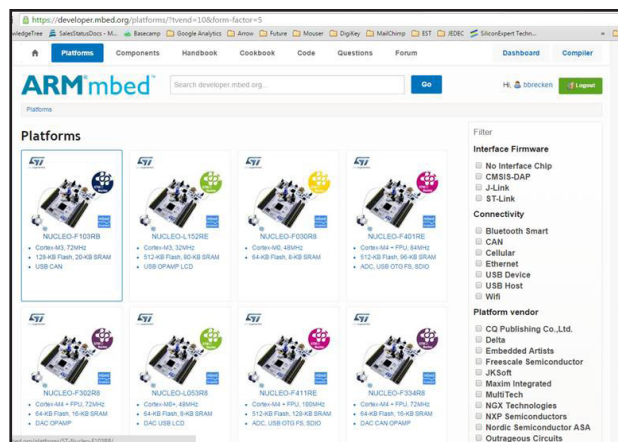 https://developer.mbed.org/platforms/?tvend=10&form-factor=5
wledgeTree SalesStatusDocs - M... Basecamp Google Analytics Arrow Future Mouser DigiKey MailChimp EST JEDEC SiliconExpert Techn...
Platforms Components Handbook Cookbook Code Questions Forum Dashboard Compiler
ARM mbed Search developer.mbed.org... Go Hi, bbrecken Logout
Platforms
Platforms
NUCLEO-F103RB
Cortex-M3, 72MHz
128-KB Flash, 20-KB SRAM
USB CAN
NUCLEO-L152RE
Cortex-M3, 32MHz
512-KB Flash, 80-KB SRAM
USB OPAMP LCD
NUCLEO-F030R8
Cortex-M0, 48MHz
64-KB Flash, 8-KB SRAM
NUCLEO-F401RE
Cortex-M4 + FPU, 84MHz
512-KB Flash, 96-KB SRAM
ADC, USB OTG FS, SDIO
NUCLEO-F302R8
Cortex-M4 + FPU, 72MHz
64-KB Flash, 16-KB SRAM
DAC OPAMP
NUCLEO-L053R8
Cortex-M0+, 48MHz
64-KB Flash, 8-KB SRAM
DAC USB LCD
NUCLEO-F411RE
Cortex-M4 + FPU, 100MHz
512-KB Flash, 128-KB SRAM
ADC, USB OTG FS, SDIO
NUCLEO-F334R8
Cortex-M4 + FPU, 72MHz
64-KB Flash, 16-KB SRAM
DAC CAN OPAMP
Filter
Interface Firmware
No Interface Chip
CMSIS-DAP
J-Link
ST-Link
Connectivity
Bluetooth Smart
CAN
Cellular
Ethernet
USB Device
USB Host
Wifi
Platform vendor
CQ Publishing Co.,Ltd.
Delta
Embedded Artists
Freescale Semiconductor
JKSoft
Maxim Integrated
MultiTech
NGX Technologies
NXP Semiconductors
Nordic Semiconductor ASA
Outrageous Circuits